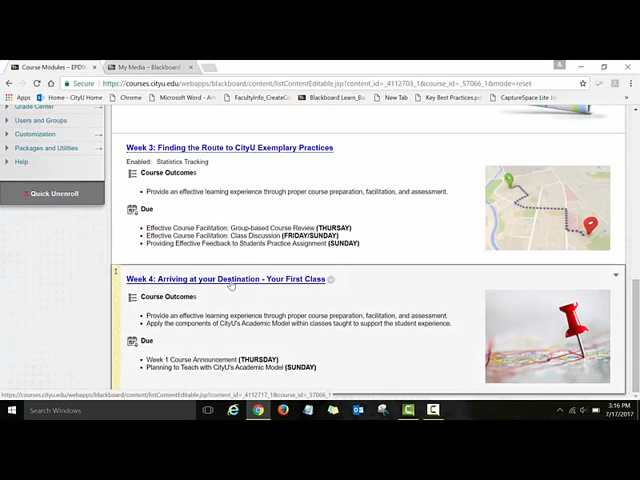 Course Modules – EPD5
My Media – Blackboard
Secure
https://courses.cityu.edu/webapps/blackboard/content/listContentEditable.jsp?content_id=_4112703_1&course_id=_57066_1&mode=reset
Apps
Home - CityU Home
Chrome
Microsoft Word - Art
FacultyInfo_CreateCo
Blackboard Learn_Ba
New Tab
Key Best Practices.pd
CaptureSpace Lite Jo
Grade Center
Users and Groups
Customization
Packages and Utilities
Help
Quick Unenroll
Week 3: Finding the Route to CityU Exemplary Practices
Enabled: Statistics Tracking
Course Outcomes
Provide an effective learning experience through proper course preparation, facilitation, and assessment.
Due
Effective Course Facilitation: Group-based Course Review (THURSAY)
Effective Course Facilitation: Class Discussion (FRIDAY/SUNDAY)
Providing Effective Feedback to Students Practice Assignment (SUNDAY)
Week 4: Arriving at your Destination - Your First Class
Course Outcomes
Provide an effective learning experience through proper course preparation, facilitation, and assessment.
Apply the components of CityU's Academic Model within classes taught to support the student experience.
Due
Week 1 Course Announcement (THURSDAY)
Planning to Teach with CityU's Academic Model (SUNDAY)
https://courses.cityu.edu/webapps/blackboard/content/listContentEditable.jsp?content_id=_4112717_1&course_id=_57066_1
Search Windows
3:16 PM
7/17/2017